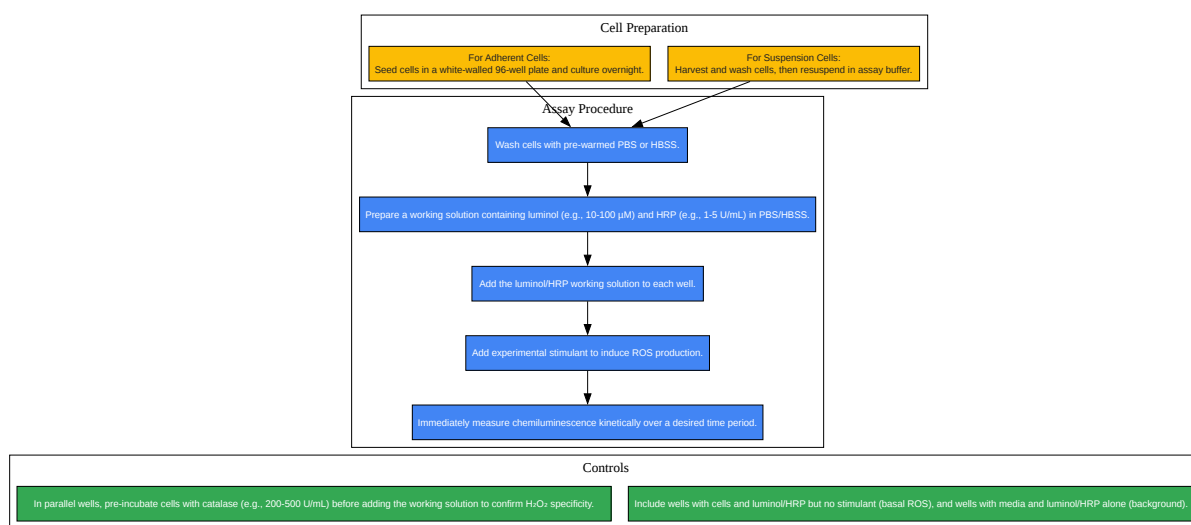 Cell Preparation
For Adherent Cells:
Seed cells in a white-walled 96-well plate and culture overnight.
For Suspension Cells:
Harvest and wash cells, then resuspend in assay buffer.
Assay Procedure
Wash cells with pre-warmed PBS or HBSS.
Prepare a working solution containing luminol (e.g., 10-100 µM) and HRP (e.g., 1-5 U/mL) in PBS/HBSS.
Add the luminol/HRP working solution to each well.
Add experimental stimulant to induce ROS production.
Immediately measure chemiluminescence kinetically over a desired time period.
Controls
In parallel wells, pre-incubate cells with catalase (e.g., 200-500 U/mL) before adding the working solution to confirm H₂O₂ specificity.
Include wells with cells and luminol/HRP but no stimulant (basal ROS), and wells with media and luminol/HRP alone (background).